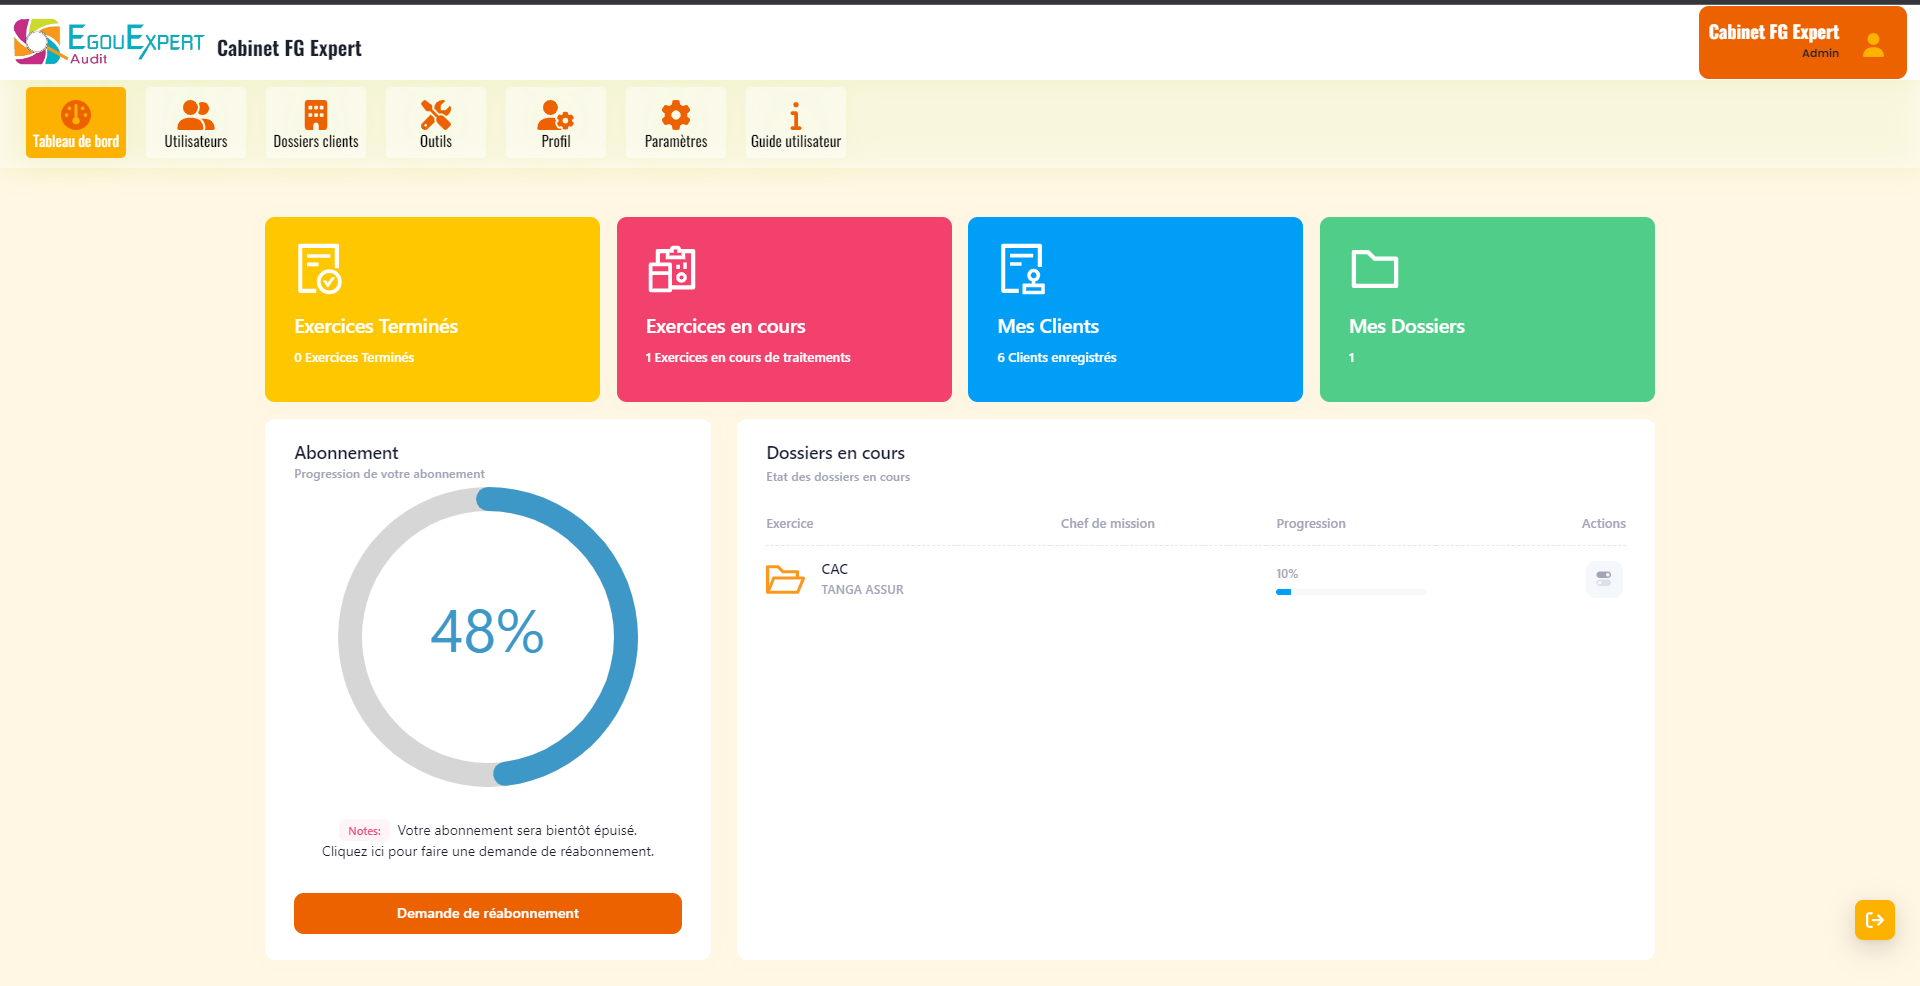 EGOUEXPERT
Audit
Cabinet FG Expert
Cabinet FG Expert
Admin
Tableau de bord
Utilisateurs
Dossiers clients
Outils
Profil
Paramètres
Guide utilisateur
Exercices Terminés
0 Exercices Terminés
Exercices en cours
1 Exercices en cours de traitements
Mes Clients
6 Clients enregistrés
Mes Dossiers
1
Abonnement
Progression de votre abonnement
48%
Notes: Votre abonnement sera bientôt épuisé.
Cliquez ici pour faire une demande de réabonnement.
Demande de réabonnement
Dossiers en cours
Etat des dossiers en cours
Exercice Chef de mission Progression Actions
CAC
TANGA ASSUR
10%